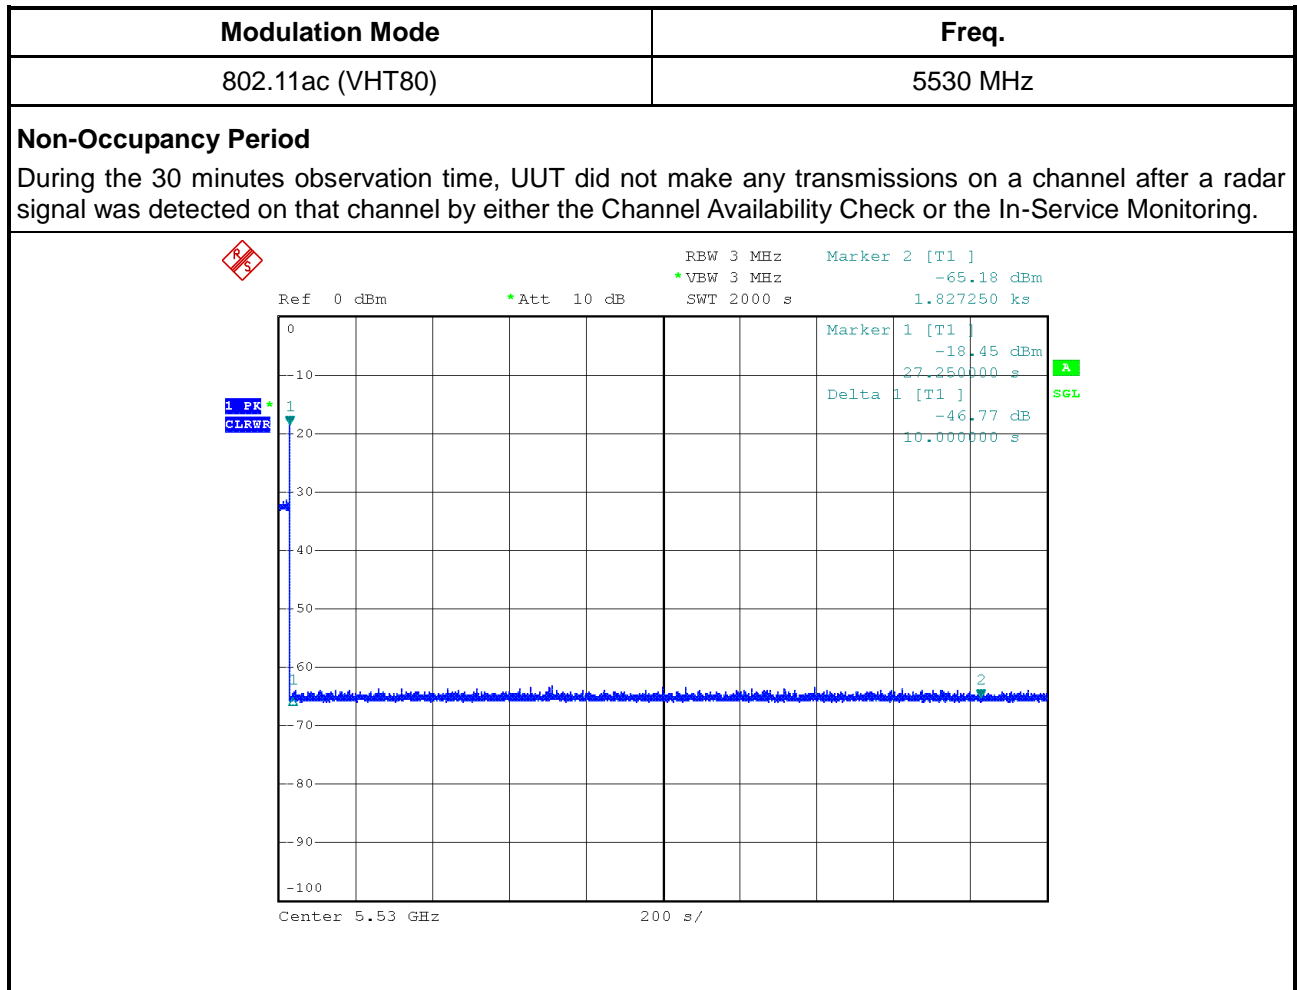 Modulation Mode Freq.
802.11ac (VHT80) 5530 MHz
Non-Occupancy Period
During the 30 minutes observation time, UUT did not make any transmissions on a channel after a radar
signal was detected on that channel by either the Channel Availability Check or the In-Service Monitoring.
R S
RBW 3 MHz Marker 2 [T1 ]
*VBW 3 MHz -65.18 dBm
Ref 0 dBm *Att 10 dB SWT 2000 s 1.827250 ks
0 Marker 1 [T1 ]
-18.45 dBm
-10 27.250000 s A
Delta 1 [T1 ] SGL
1 PK * 1 -46.77 dB
CLRWR
-20 10.000000 s
-30
-40
-50
-60
1 2
-70
-80
-90
-100
Center 5.53 GHz 200 s/